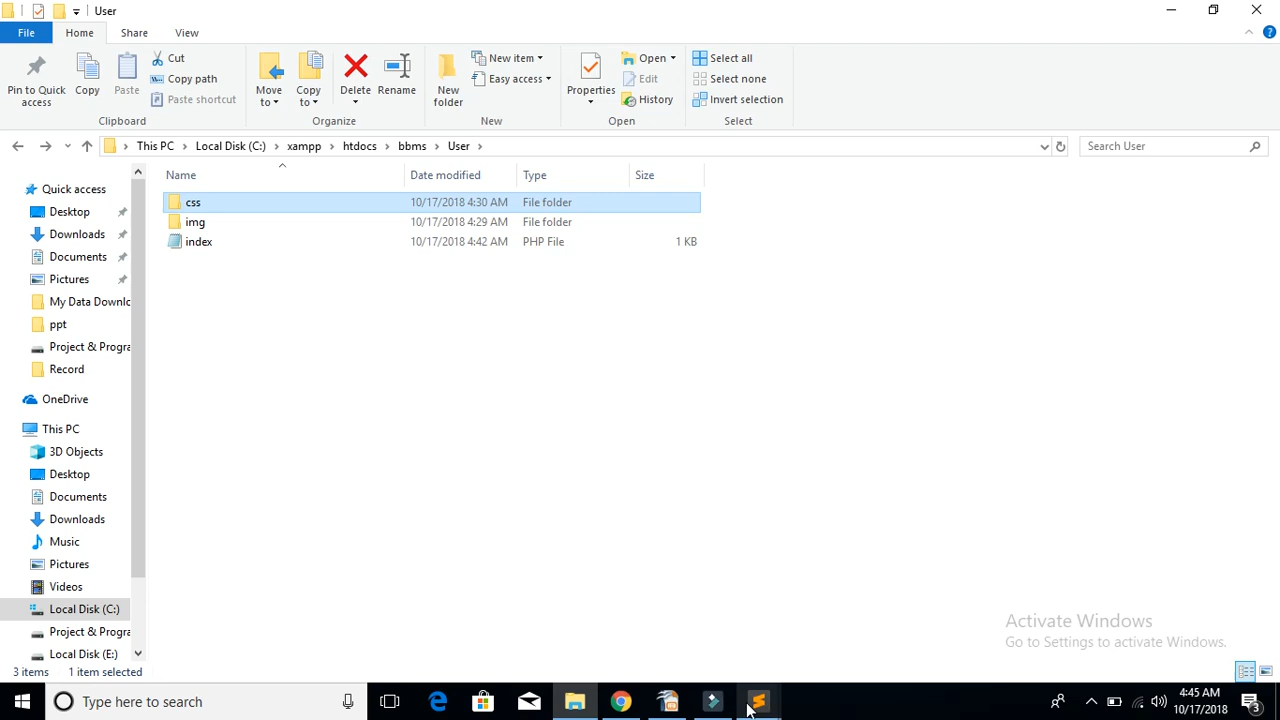 User
File Home Share View
Pin to Quick access
Copy
Paste
Cut
Copy path
Paste shortcut
Clipboard
Move to
Copy to
Delete
Rename
Organize
New folder
New item
Easy access
New
Properties
Open
Edit
History
Open
Select all
Select none
Invert selection
Select
This PC > Local Disk (C:) > xampp > htdocs > bbms > User >
Search User
Name Date modified Type Size
css 10/17/2018 4:30 AM File folder
img 10/17/2018 4:29 AM File folder
index 10/17/2018 4:42 AM PHP File 1 KB
Quick access
Desktop
Downloads
Documents
Pictures
My Data Downlo
ppt
Project & Progra
Record
OneDrive
This PC
3D Objects
Desktop
Documents
Downloads
Music
Pictures
Videos
Local Disk (C:)
Project & Progra
Local Disk (E:)
Activate Windows
Go to Settings to activate Windows.
3 items 1 item selected
Type here to search
4:45 AM
10/17/2018
3